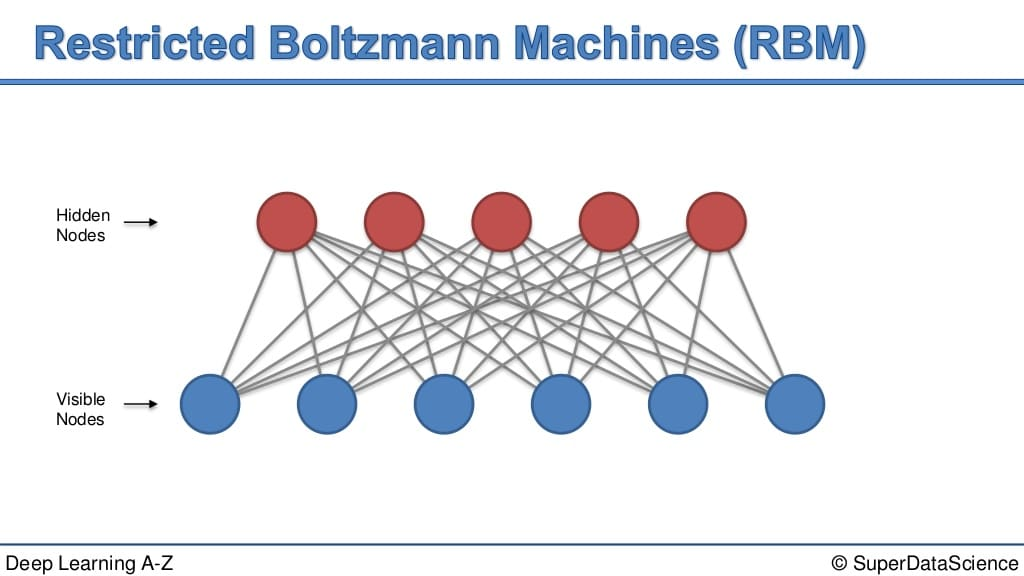 Restricted Boltzmann Machines (RBM)
Hidden
Nodes
Visible
Nodes
Deep Learning A-Z
© SuperDataScience